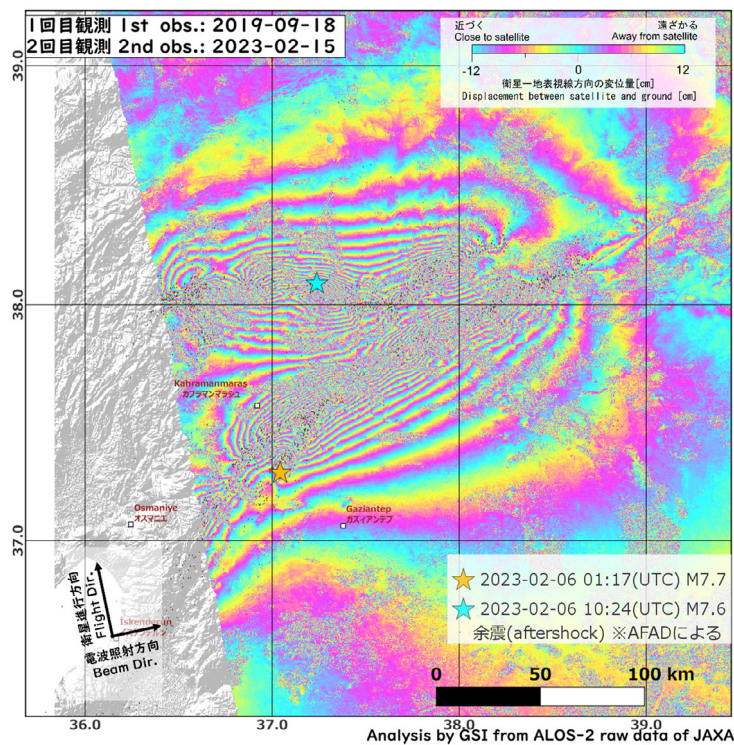 1回目観測 1st obs.: 2019-09-18
2回目観測 2nd obs.: 2023-02-15
近づく 遠ざかる
Close to satellite Away from satellite
-12 0 12
衛星ー地表視線方向の変位量[cm]
Displacement between satellite and ground [cm]
39.0
38.0
37.0
Kahramanmaraş
カフラマンマラシュ
Osmaniye
オスマニエ
Gaziantep
ガズィアンテプ
İskenderun
衛星進行方向
Flight Dir.
電波照射方向
Beam Dir.
2023-02-06 01:17(UTC) M7.7
2023-02-06 10:24(UTC) M7.6
余震(aftershock) ※AFADによる
0 50 100 km
36.0 37.0 38.0 39.0
Analysis by GSI from ALOS-2 raw data of JAXA